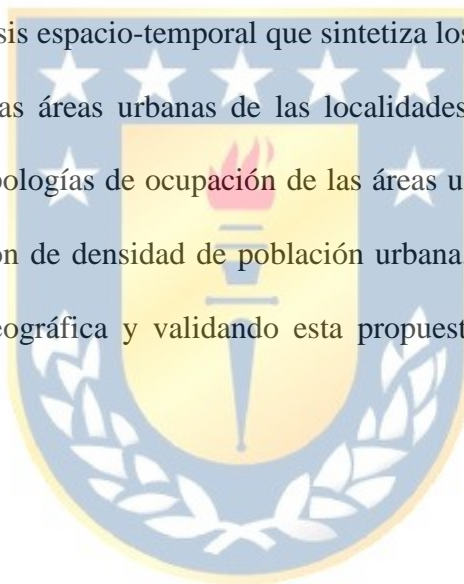 sis espacio-temporal que sintetiza los
as áreas urbanas de las localidades
pologías de ocupación de las áreas u
ón de densidad de población urbana.
eográfica y validando esta propuest